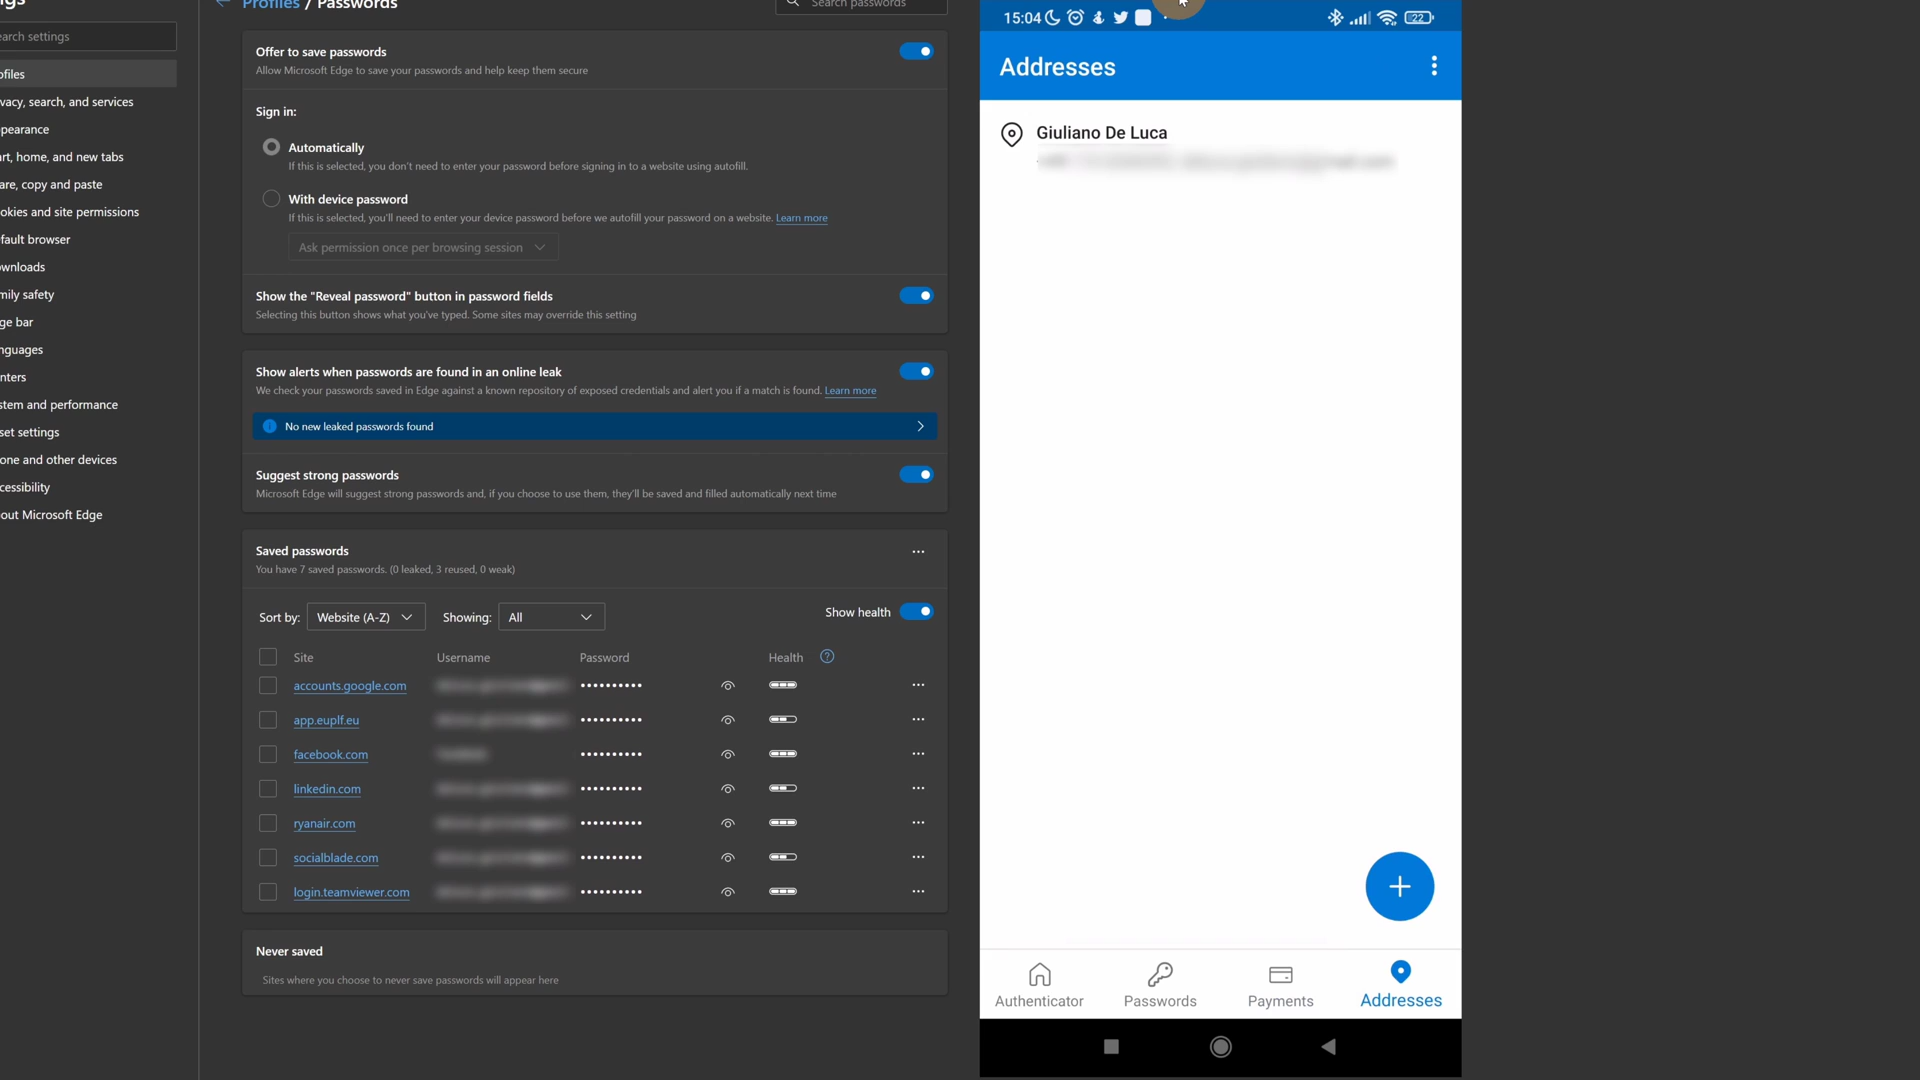 Profiles / Passwords
Search passwords
earch settings
ofiles
vacy, search, and services
pearance
art, home, and new tabs
are, copy and paste
okies and site permissions
fault browser
ownloads
mily safety
ge bar
nguages
nters
stem and performance
set settings
one and other devices
cessibility
out Microsoft Edge
Offer to save passwords
Allow Microsoft Edge to save your passwords and help keep them secure
Sign in:
Automatically
If this is selected, you don't need to enter your password before signing in to a website using autofill.
With device password
If this is selected, you'll need to enter your device password before we autofill your password on a website. Learn more
Ask permission once per browsing session
Show the "Reveal password" button in password fields
Selecting this button shows what you've typed. Some sites may override this setting
Show alerts when passwords are found in an online leak
We check your passwords saved in Edge against a known repository of exposed credentials and alert you if a match is found. Learn more
No new leaked passwords found
Suggest strong passwords
Microsoft Edge will suggest strong passwords and, if you choose to use them, they'll be saved and filled automatically next time
Saved passwords
You have 7 saved passwords. (0 leaked, 3 reused, 0 weak)
Sort by: Website (A-Z) Showing: All Show health
Site Username Password Health
accounts.google.com
app.euplf.eu
facebook.com
linkedin.com
ryanair.com
socialblade.com
login.teamviewer.com
Never saved
Sites where you choose to never save passwords will appear here
15:04 22
Addresses
Giuliano De Luca
Authenticator Passwords Payments Addresses